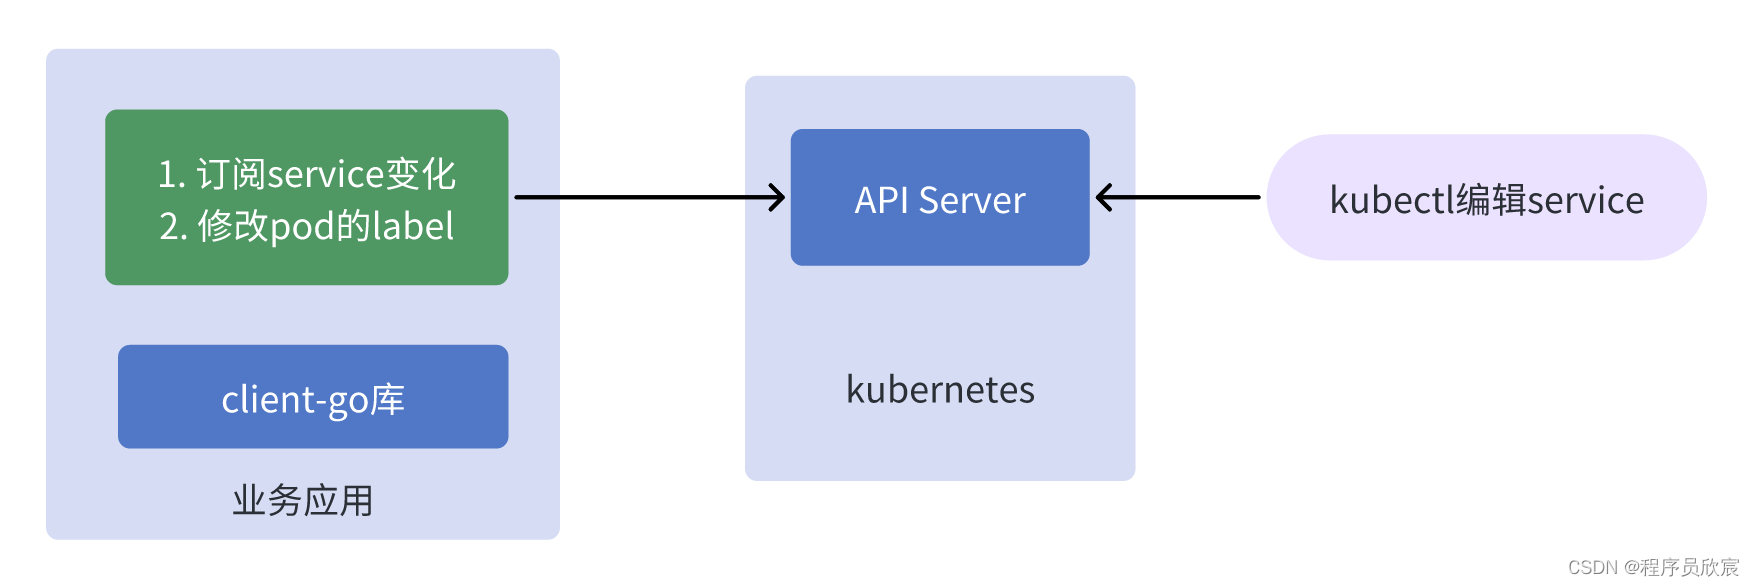 1. 订阅service变化
2. 修改pod的label
client-go库
业务应用
API Server
kubernetes
kubectl编辑service
CSDN @程序员欣宸